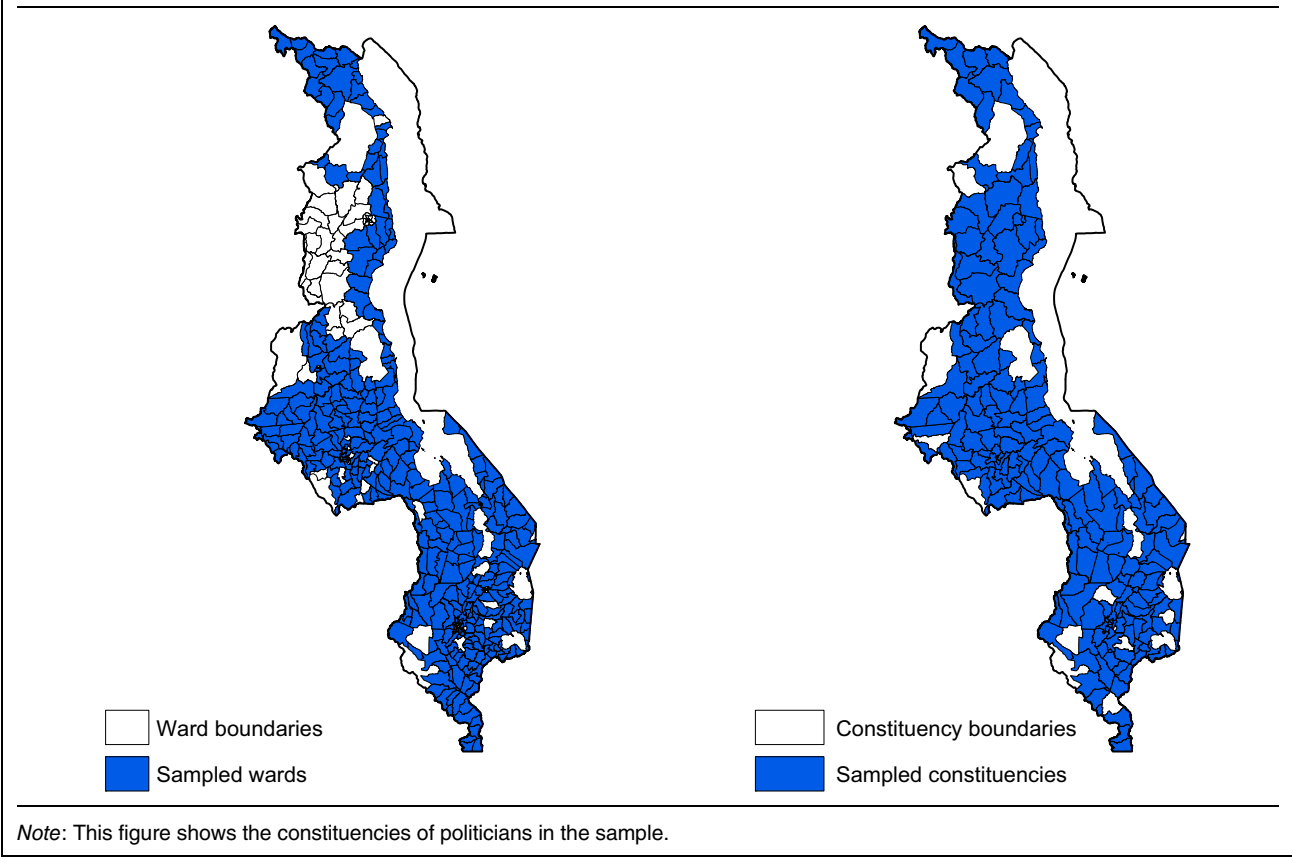 Ward boundaries
Sampled wards
Constituency boundaries
Sampled constituencies
Note: This figure shows the constituencies of politicians in the sample.